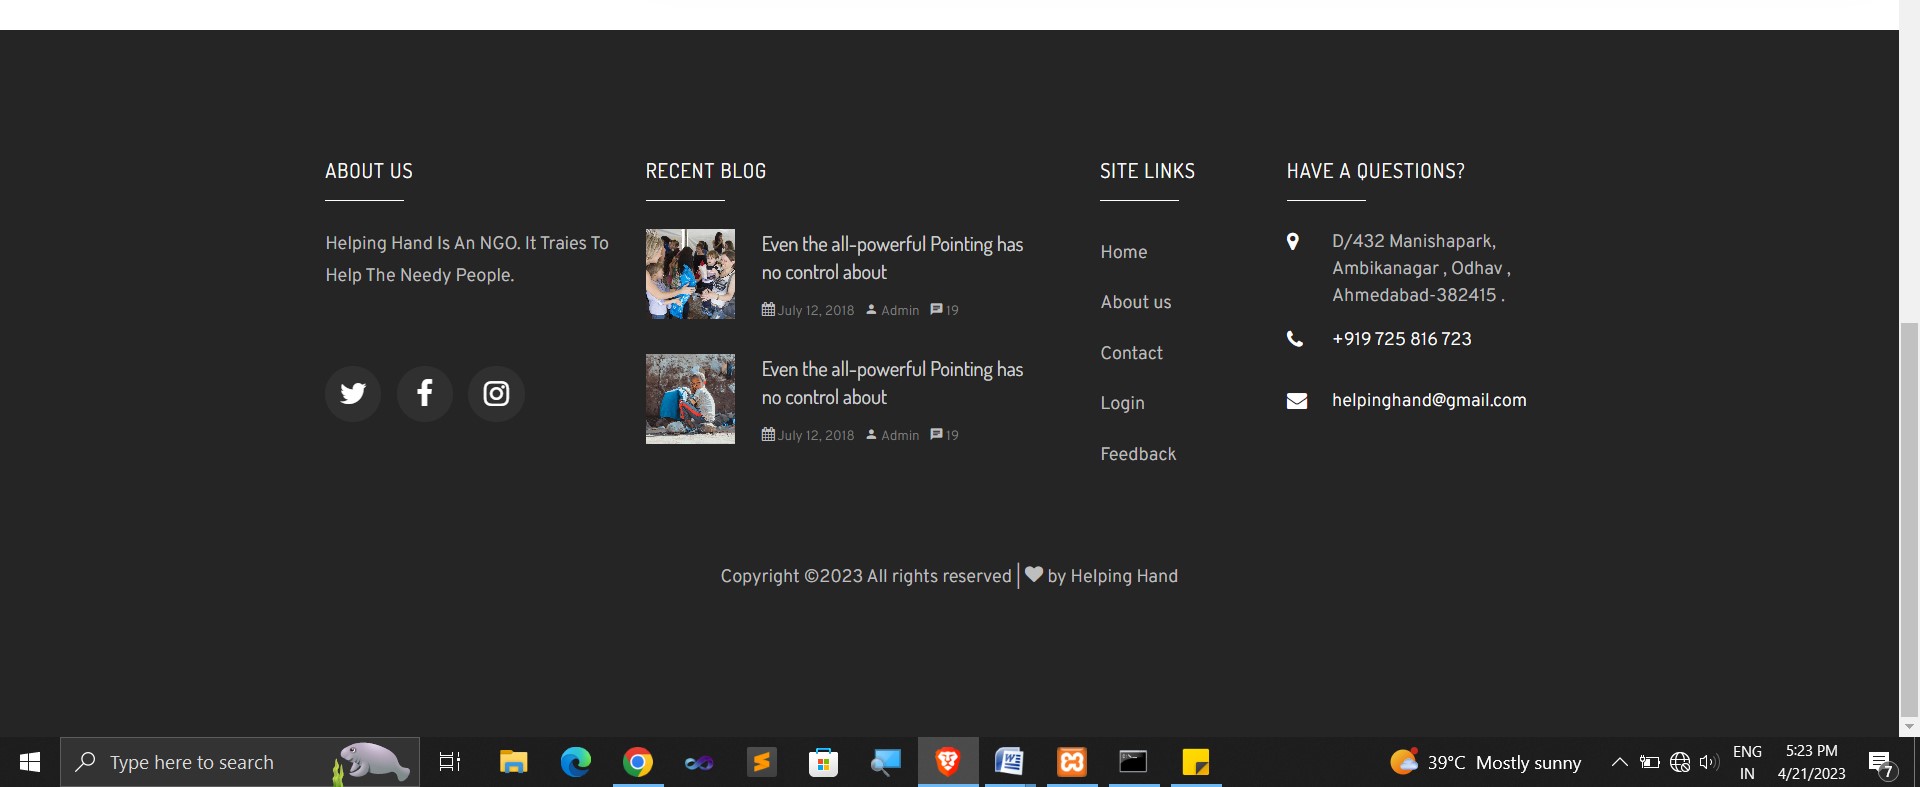 ABOUT US
Helping Hand Is An NGO. It Traies To
Help The Needy People.
RECENT BLOG
Even the all-powerful Pointing has
no control about
July 12, 2018 Admin 19
Even the all-powerful Pointing has
no control about
July 12, 2018 Admin 19
SITE LINKS
Home
About us
Contact
Login
Feedback
HAVE A QUESTIONS?
D/432 Manishapark,
Ambikanagar , Odhav ,
Ahmedabad-382415 .
+919 725 816 723
helpinghand@gmail.com
Copyright ©2023 All rights reserved | by Helping Hand
Type here to search
39°C Mostly sunny
ENG
IN
5:23 PM
4/21/2023
7